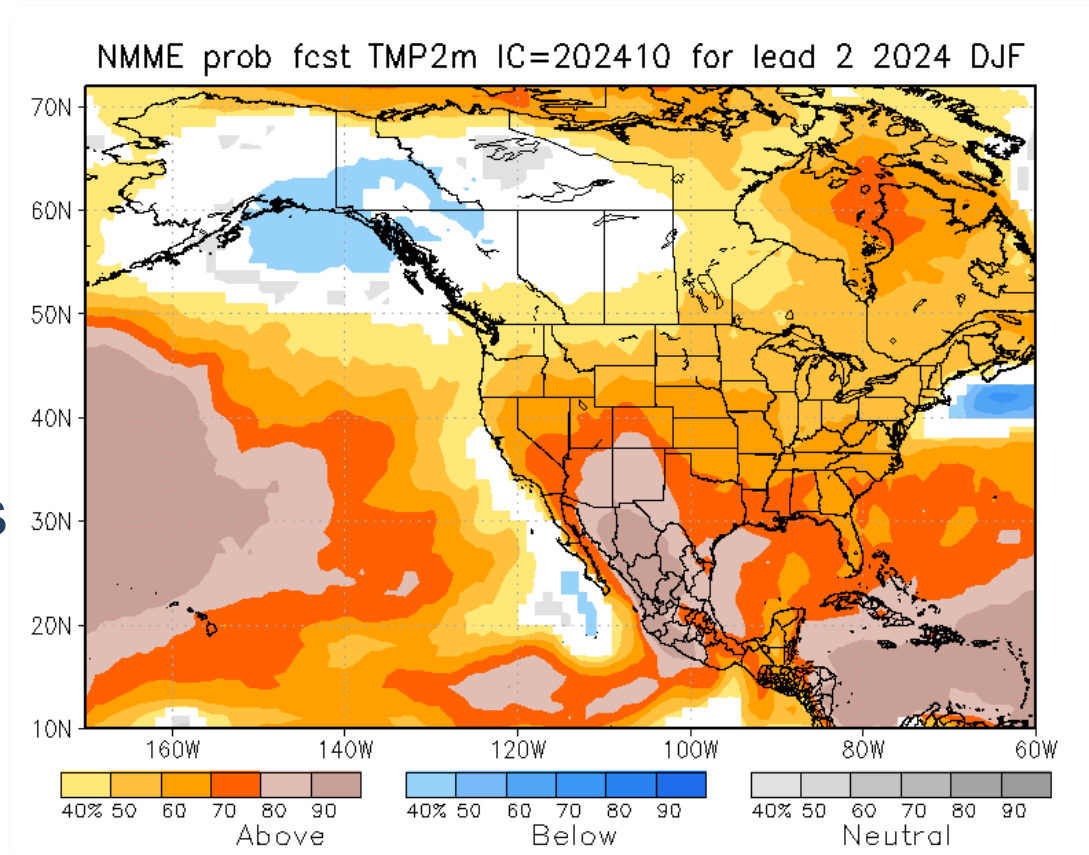 NMME prob fcst TMP2m IC=202410 for lead 2 2024 DJF
70N
60N
50N
40N
s
30N
20N
10N
160W 140W 120W 100W 80W 60W
40% 50 60 70 80 90 40% 50 60 70 80 90 40% 50 60 70 80 90
Above Below Neutral